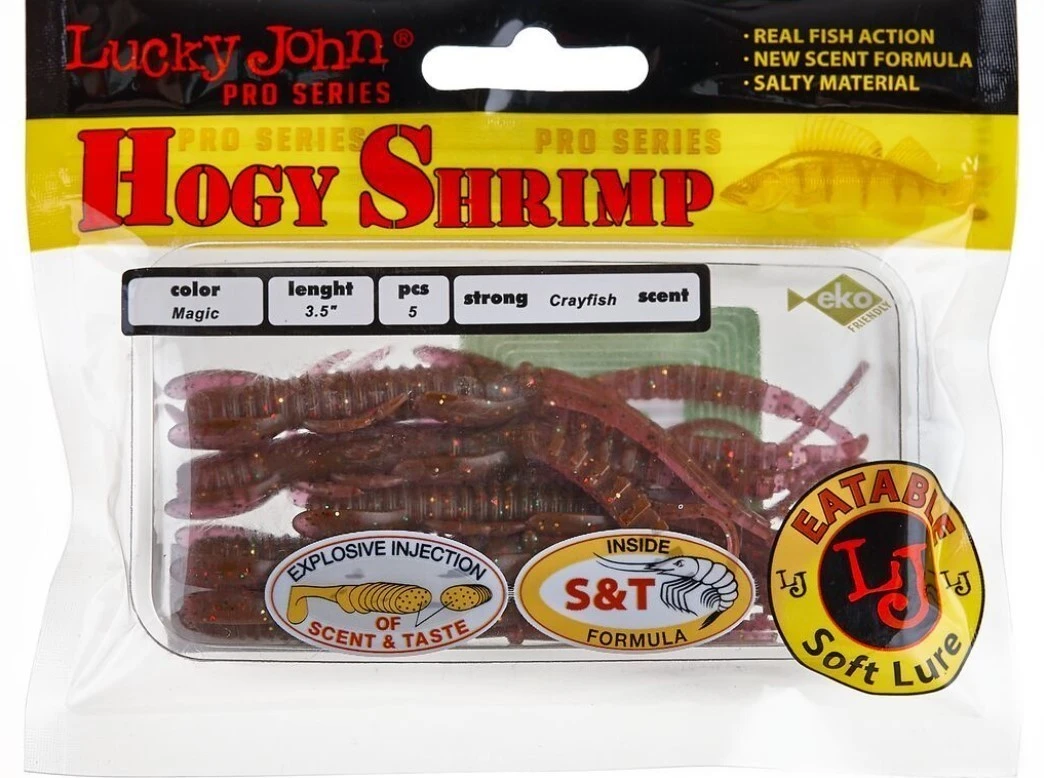 Lucky John®
PRO SERIES
· REAL FISH ACTION
· NEW SCENT FORMULA
· SALTY MATERIAL
PRO SERIES PRO SERIES
HOGY SHRIMP
color
Magic
lenght
3.5"
pcs
5
strong Crayfish scent
eko
FRIENDLY
EXPLOSIVE INJECTION
OF
SCENT & TASTE
INSIDE
S&T
FORMULA
EATABLE
LJ LJ LJ
Soft Lure